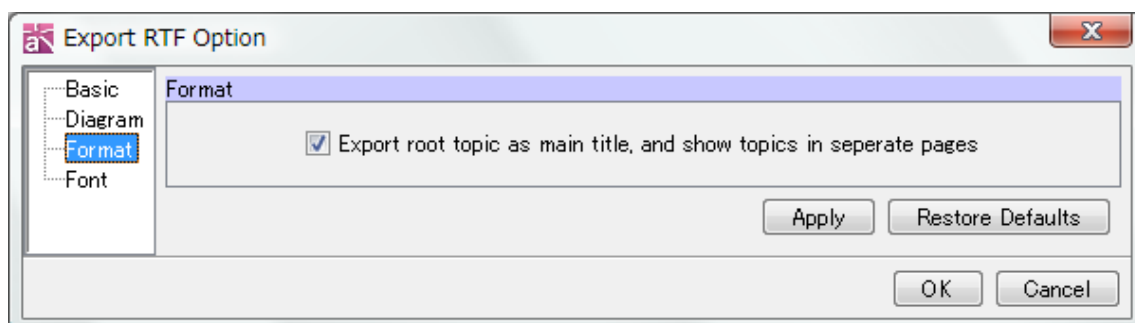 Export RTF Option
Basic
Diagram
Format
Font
Format
Export root topic as main title, and show topics in seperate pages
Apply
Restore Defaults
OK
Cancel